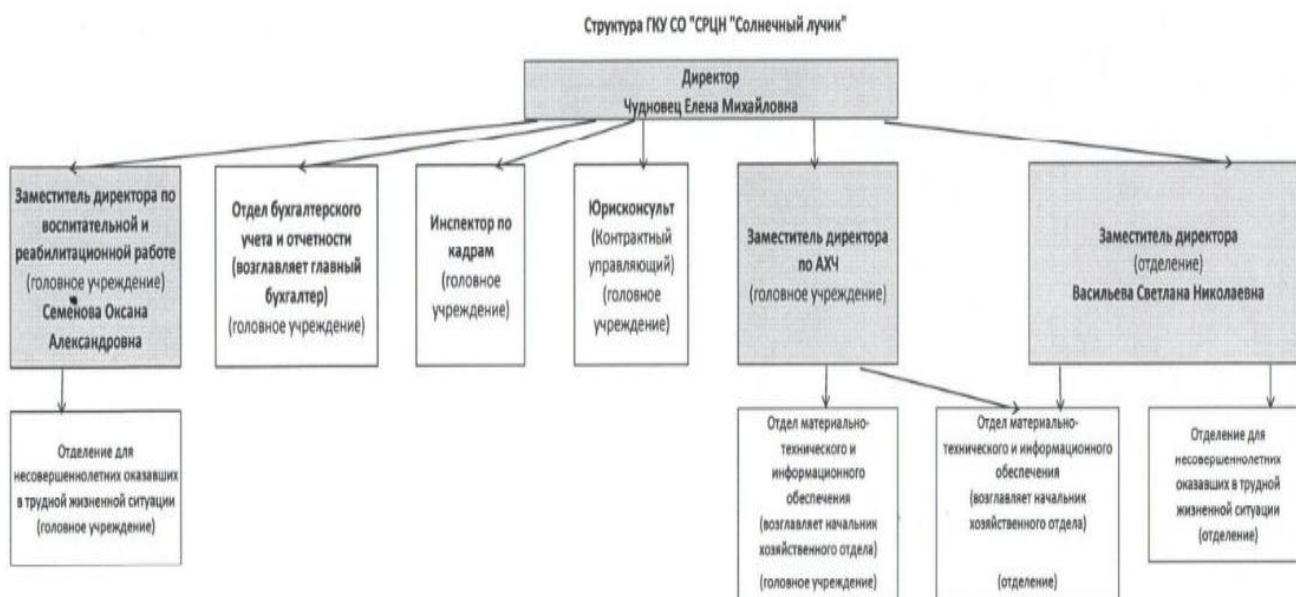 Структура ГКУ СО "СРЦН "Солнечный лучик"
Директор
Чудновец Елена Михайловна
Заместитель директора по
воспитательной и
реабилитационной работе
(головное учреждение)
Семенова Оксана
Александровна
Отдел бухгалтерского
учета и отчетности
(возглавляет главный
бухгалтер)
(головное учреждение)
Инспектор по
кадрам
(головное
учреждение)
Юрисконсульт
(Контрактный
управляющий)
(головное
учреждение)
Заместитель директора
по АХЧ
(головное учреждение)
Заместитель директора
(отделение)
Васильева Светлана Николаевна
Отделение для
несовершеннолетних оказавших
в трудной жизненной ситуации
(головное учреждение)
Отдел материально-
технического и
информационного
обеспечения
(возглавляет начальник
хозяйственного отдела)
(головное учреждение)
Отдел материально-
технического и информационного
обеспечения
(возглавляет начальник
хозяйственного отдела)
(отделение)
Отделение для
несовершеннолетних
оказавших в трудной
жизненной ситуации
(отделение)